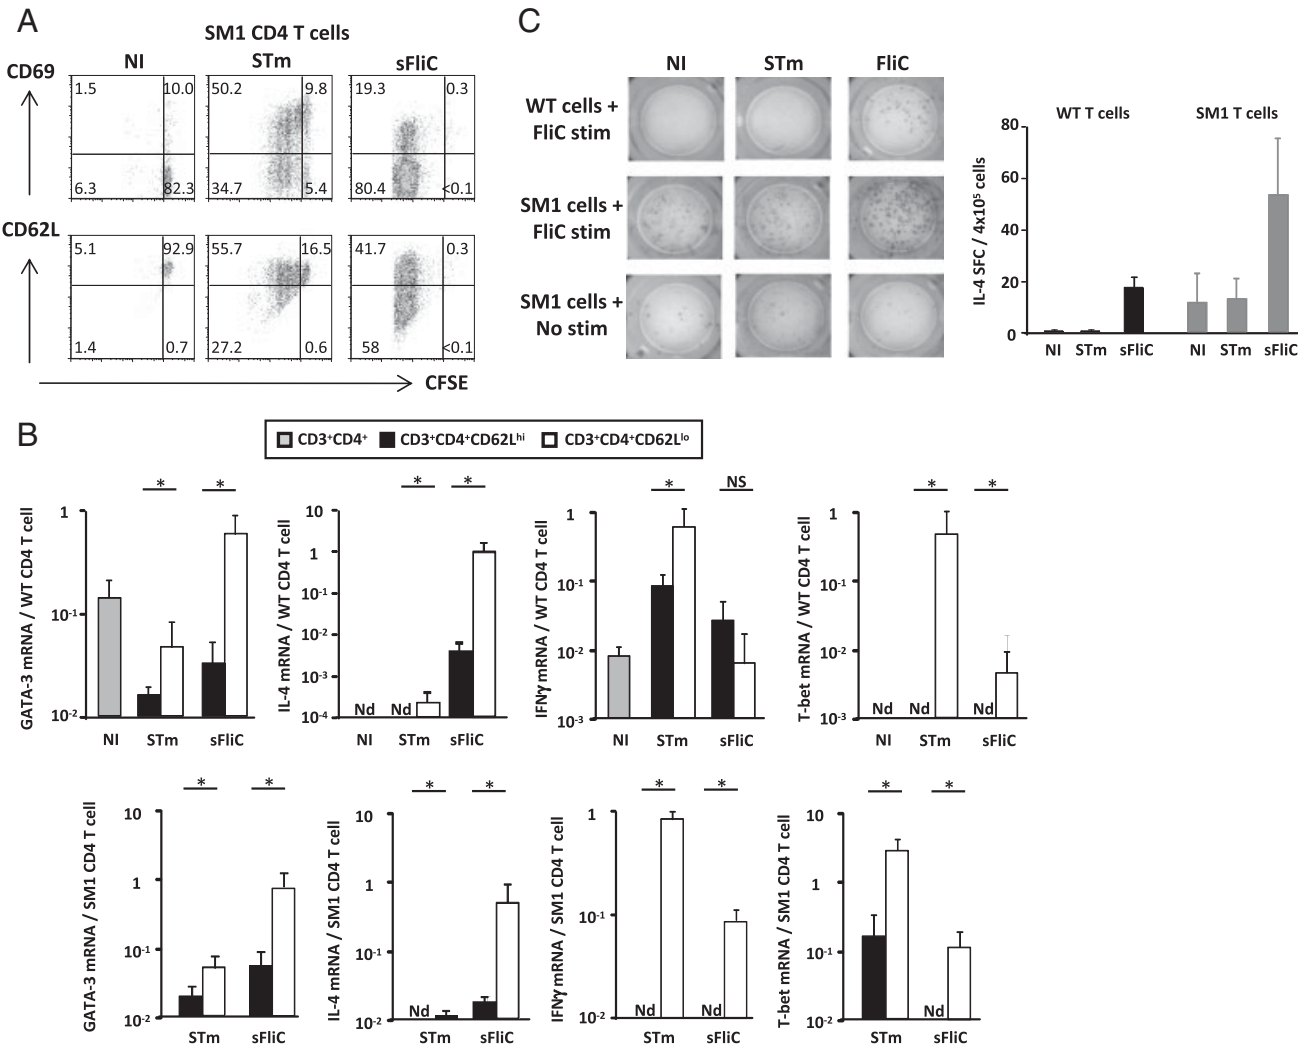 A
SM1 CD4 T cells
NI STm sFliC
CD69
1.5 10.0 50.2 9.8 19.3 0.3
6.3 82.3 34.7 5.4 80.4 <0.1
CD62L
5.1 92.9 55.7 16.5 41.7 0.3
1.4 0.7 27.2 0.6 58 <0.1
CFSE
C
NI STm FliC
WT cells +
FliC stim
SM1 cells +
FliC stim
SM1 cells +
No stim
WT T cells SM1 T cells
IL-4 SFC / 4x10⁵ cells
80
60
40
20
0
NI STm sFliC NI STm sFliC
B
CD3⁺CD4⁺ CD3⁺CD4⁺CD62Lʰⁱ CD3⁺CD4⁺CD62Lˡᵒ
GATA-3 mRNA / WT CD4 T cell
* *
1
10⁻¹
10⁻²
NI STm sFliC
IL-4 mRNA / WT CD4 T cell
* *
10
1
10⁻²
10⁻³
10⁻⁴
Nd Nd
NI STm sFliC
IFNγ mRNA / WT CD4 T cell
* NS
1
10⁻¹
10⁻²
10⁻³
NI STm sFliC
T-bet mRNA / WT CD4 T cell
* *
1
10⁻¹
10⁻²
10⁻³
Nd Nd Nd
NI STm sFliC
GATA-3 mRNA / SM1 CD4 T cell
* *
10
1
10⁻¹
10⁻²
STm sFliC
IL-4 mRNA / SM1 CD4 T cell
* *
10
1
10⁻¹
10⁻²
Nd
STm sFliC
IFNγ mRNA / SM1 CD4 T cell
* *
1
10⁻¹
10⁻²
Nd Nd
STm sFliC
T-bet mRNA / SM1 CD4 T cell
* *
10
1
10⁻¹
10⁻²
Nd
STm sFliC